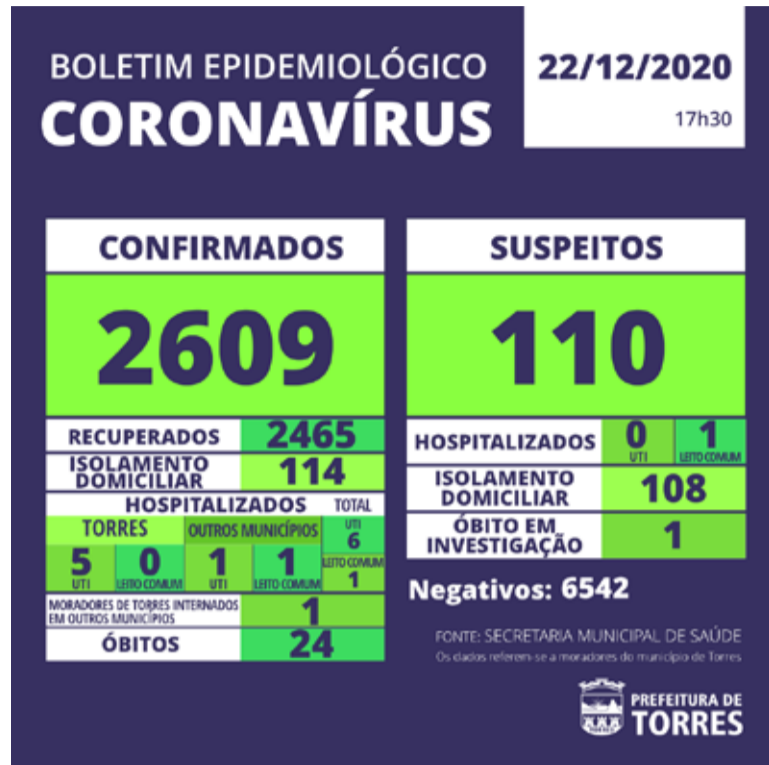 BOLETIM EPIDEMIOLÓGICO
CORONAVÍRUS
22/12/2020
17h30
CONFIRMADOS
2609
RECUPERADOS 2465
ISOLAMENTO
DOMICILIAR 114
HOSPITALIZADOS TOTAL
TORRES OUTROS MUNICÍPIOS UTI
6
5 0 1 1 LEITO COMUM
UTI LEITO COMUM UTI LEITO COMUM 1
MORADORES DE TORRES INTERNADOS
EM OUTROS MUNICÍPIOS 1
ÓBITOS 24
SUSPEITOS
110
HOSPITALIZADOS 0 1
UTI LEITO COMUM
ISOLAMENTO
DOMICILIAR 108
ÓBITO EM
INVESTIGAÇÃO 1
Negativos: 6542
FONTE: SECRETARIA MUNICIPAL DE SAÚDE
Os dados referem-se a moradores do município de Torres
PREFEITURA DE
TORRES
TORRES